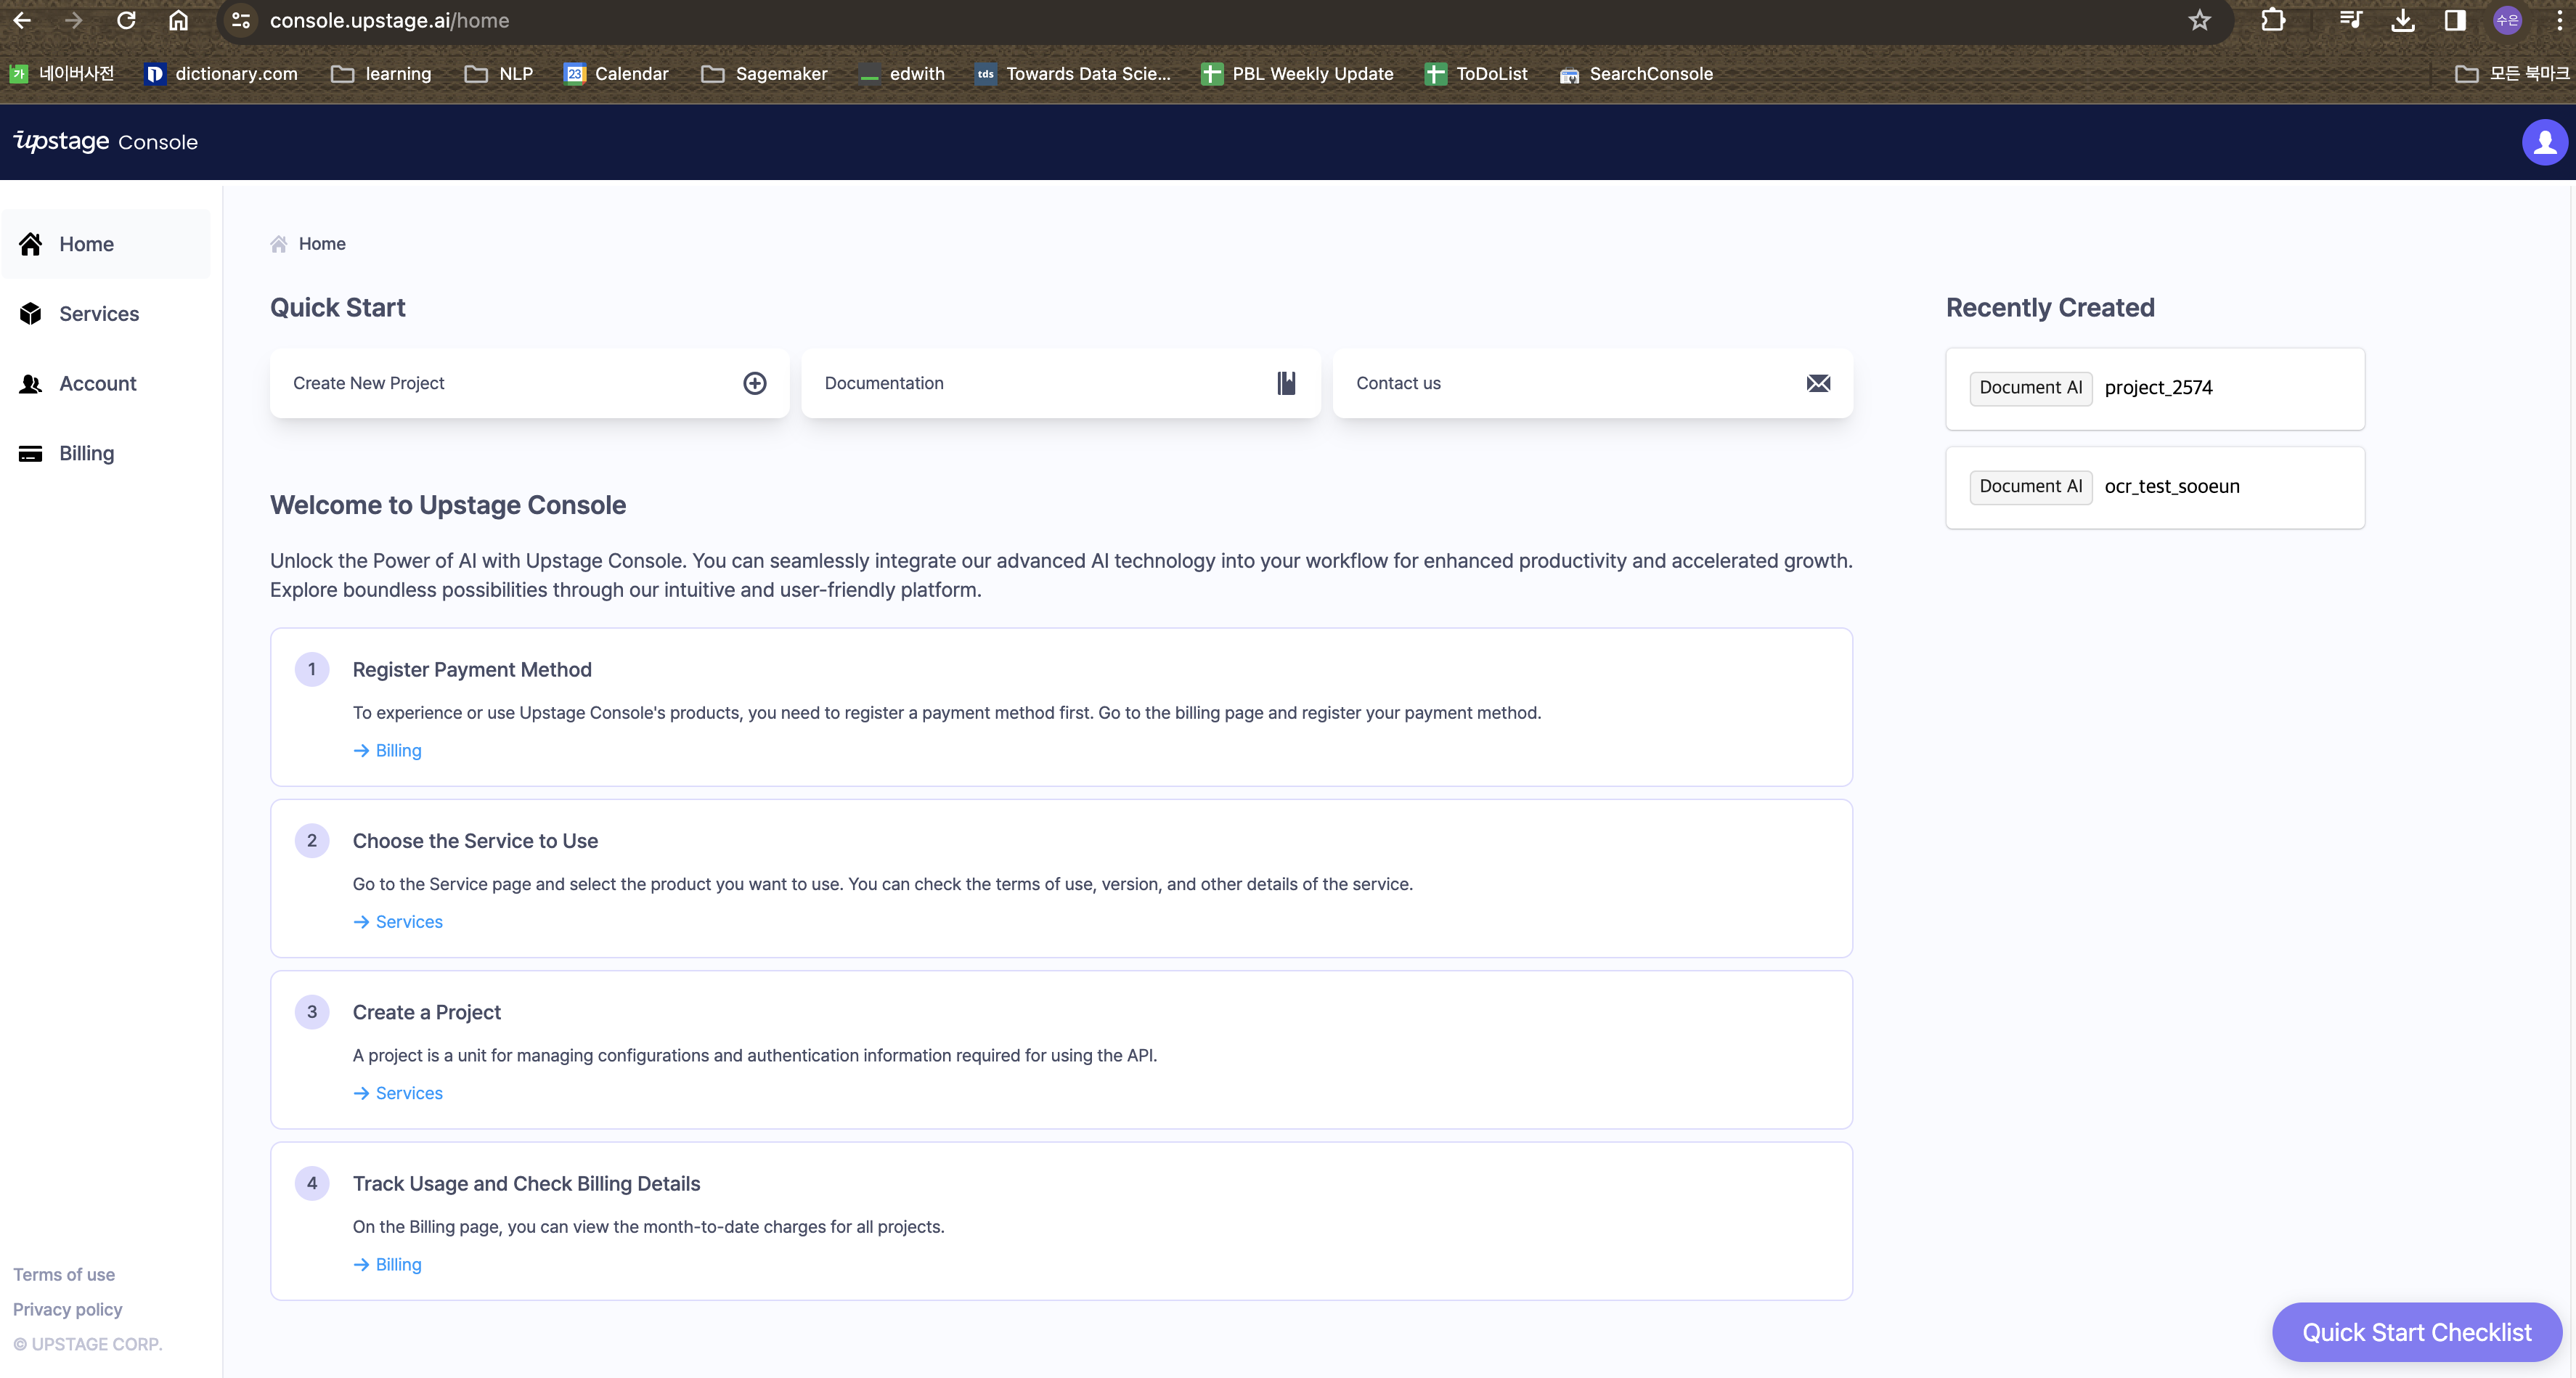 console.upstage.ai/home
수은
네이버사전
dictionary.com
learning
NLP
23
Calendar
Sagemaker
edwith
tds
Towards Data Scie...
PBL Weekly Update
ToDoList
SearchConsole
모든 북마크
upstage Console
Home
Services
Account
Billing
Home
Quick Start
Create New Project
Documentation
Contact us
Welcome to Upstage Console
Unlock the Power of AI with Upstage Console. You can seamlessly integrate our advanced AI technology into your workflow for enhanced productivity and accelerated growth.
Explore boundless possibilities through our intuitive and user-friendly platform.
1 Register Payment Method
To experience or use Upstage Console's products, you need to register a payment method first. Go to the billing page and register your payment method.
→ Billing
2 Choose the Service to Use
Go to the Service page and select the product you want to use. You can check the terms of use, version, and other details of the service.
→ Services
3 Create a Project
A project is a unit for managing configurations and authentication information required for using the API.
→ Services
4 Track Usage and Check Billing Details
On the Billing page, you can view the month-to-date charges for all projects.
→ Billing
Recently Created
Document AI project_2574
Document AI ocr_test_sooeun
Terms of use
Privacy policy
© UPSTAGE CORP.
Quick Start Checklist